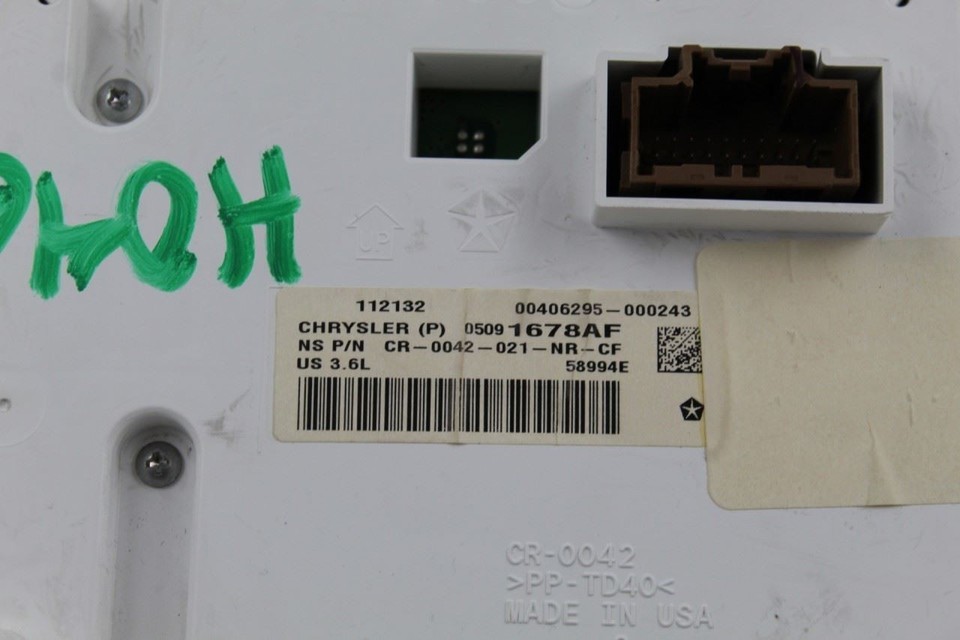 UP
112132 00406295-000243
CHRYSLER (P) 05091678AF
NS P/N CR-0042-021-NR-CF
US 3.6L 58994E
CR-0042
>PP-TD40<
MADE IN USA